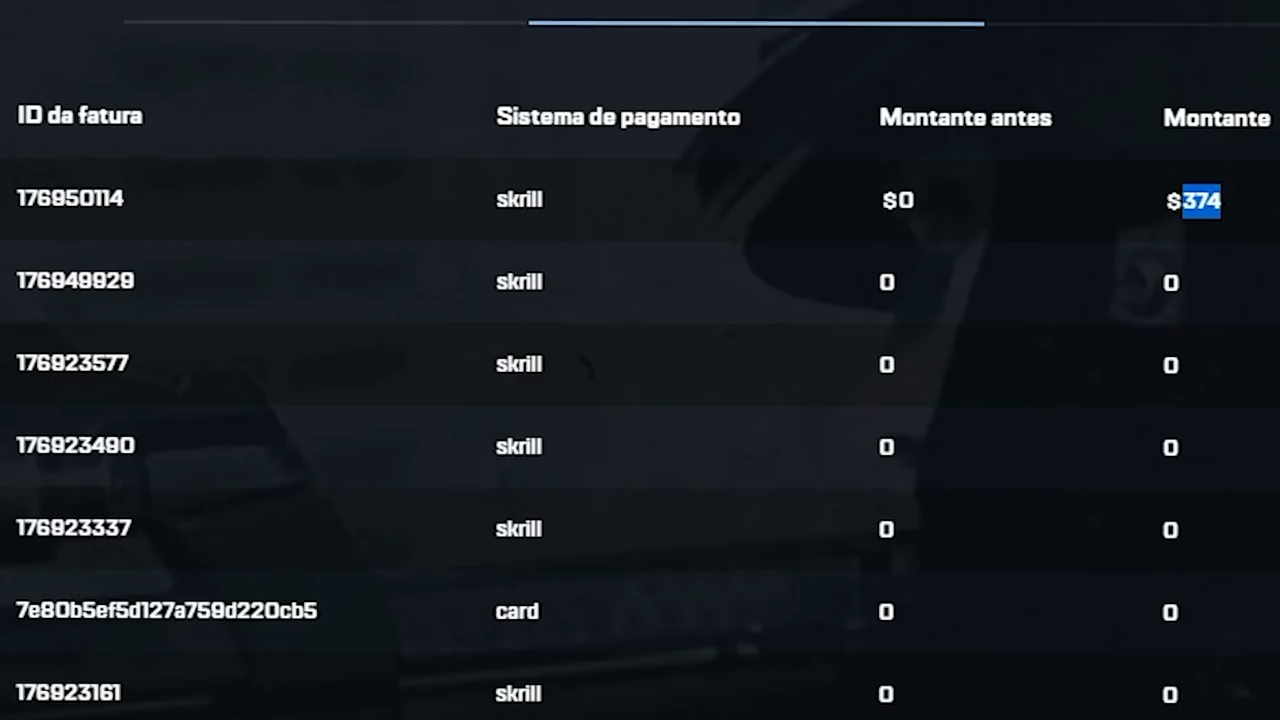 ID da fatura Sistema de pagamento Montante antes Montante
176950114 skrill $0 $374
176949929 skrill 0 0
176923577 skrill 0 0
176923490 skrill 0 0
176923337 skrill 0 0
7e80b5ef5d127a759d220cb5 card 0 0
176923161 skrill 0 0